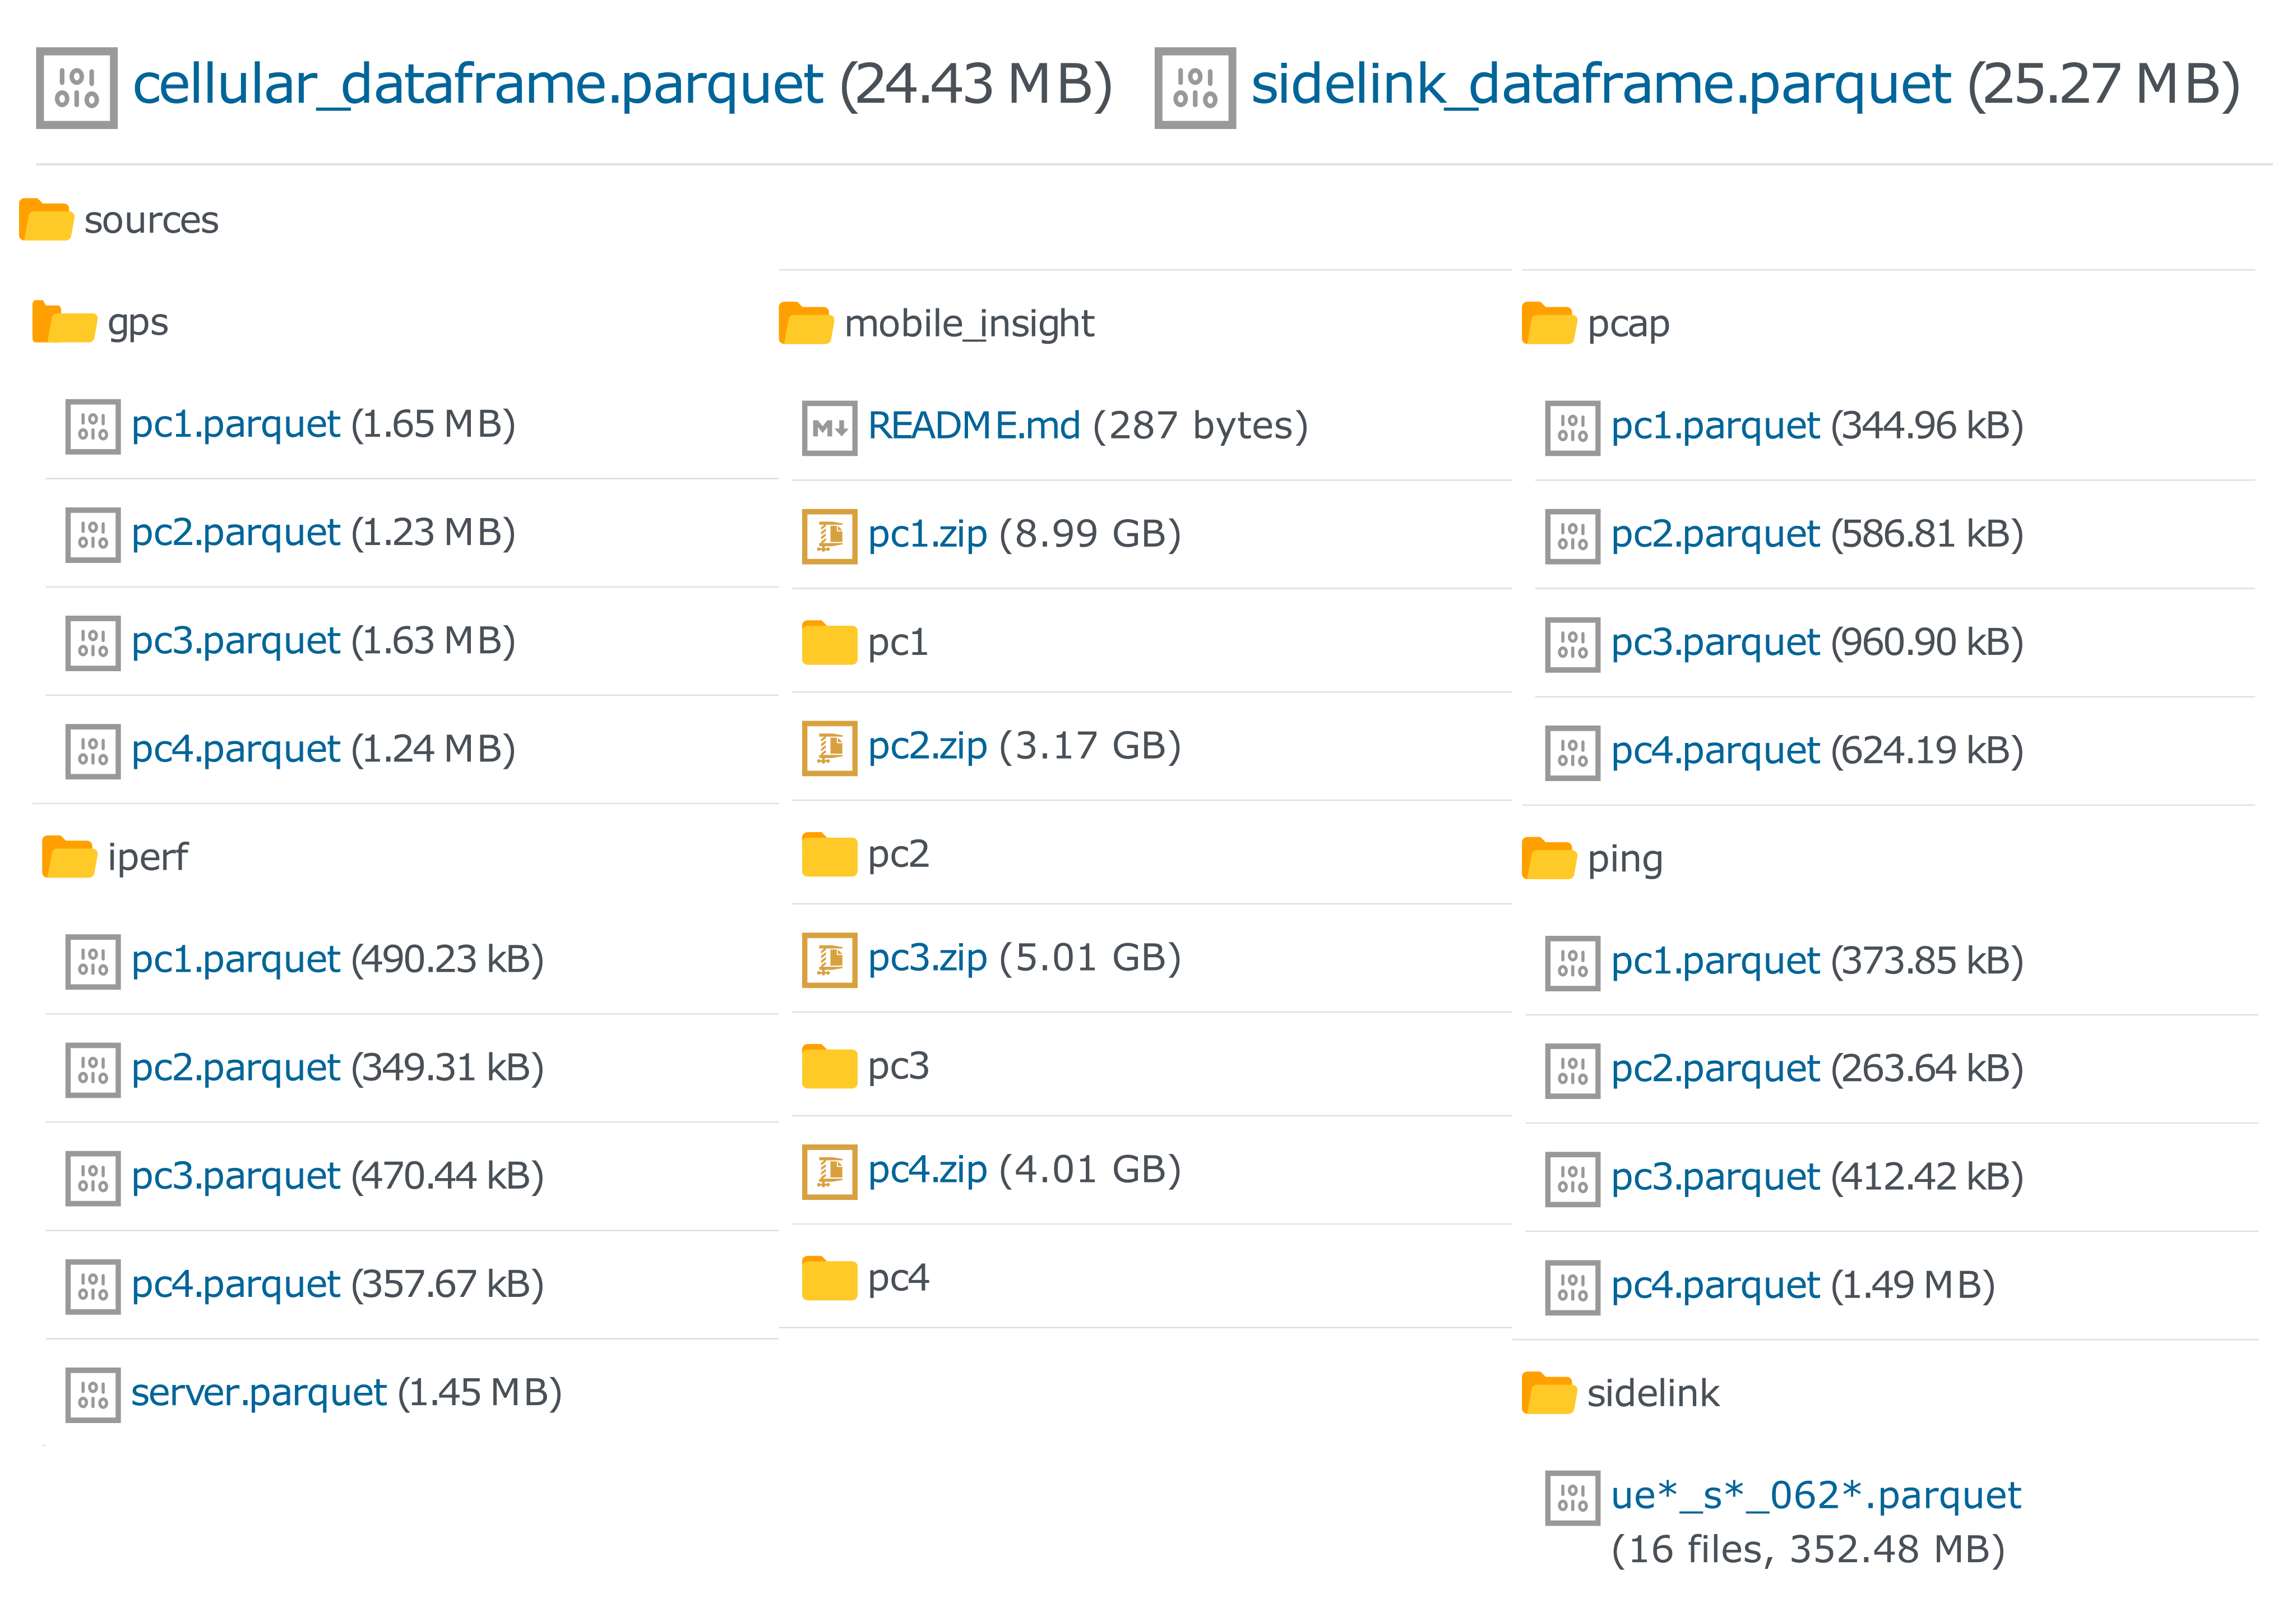 cellular_dataframe.parquet (24.43 MB)
sidelink_dataframe.parquet (25.27 MB)
sources
gps
pc1.parquet (1.65 MB)
pc2.parquet (1.23 MB)
pc3.parquet (1.63 MB)
pc4.parquet (1.24 MB)
iperf
pc1.parquet (490.23 kB)
pc2.parquet (349.31 kB)
pc3.parquet (470.44 kB)
pc4.parquet (357.67 kB)
server.parquet (1.45 MB)
mobile_insight
README.md (287 bytes)
pc1.zip (8.99 GB)
pc1
pc2.zip (3.17 GB)
pc2
pc3.zip (5.01 GB)
pc3
pc4.zip (4.01 GB)
pc4
pcap
pc1.parquet (344.96 kB)
pc2.parquet (586.81 kB)
pc3.parquet (960.90 kB)
pc4.parquet (624.19 kB)
ping
pc1.parquet (373.85 kB)
pc2.parquet (263.64 kB)
pc3.parquet (412.42 kB)
pc4.parquet (1.49 MB)
sidelink
ue*_s*_062*.parquet
(16 files, 352.48 MB)